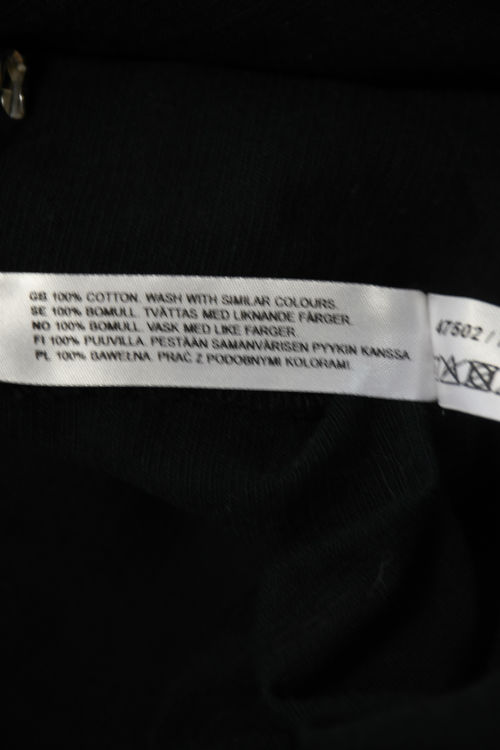 GB 100% COTTON. WASH WITH SIMILAR COLOURS.
SE 100% BOMULL. TVÄTTAS MED LIKNANDE FÄRGER.
NO 100% BOMULL. VASK MED LIKE FARGER.
FI 100% PUUVILLA. PESTÄÄN SAMANVÄRISEN PYYKIN KANSSA.
PL 100% BAWEŁNA. PRAĆ Z PODOBNYMI KOLORAMI.
47502 /